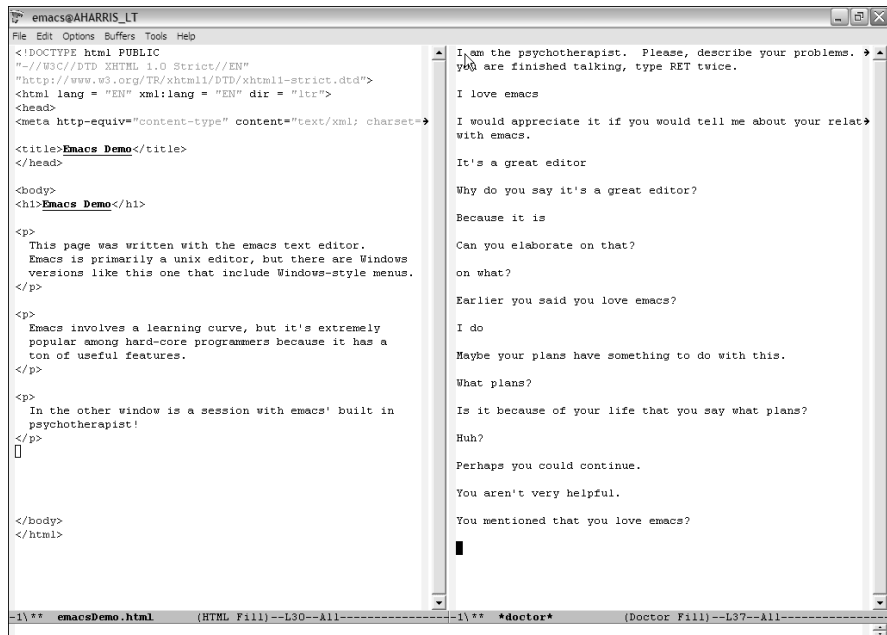 emacs@AHARRIS_LT
File Edit Options Buffers Tools Help
<!DOCTYPE html PUBLIC
"-//W3C//DTD XHTML 1.0 Strict//EN"
"http://www.w3.org/TR/xhtml1/DTD/xhtml1-strict.dtd">
<html lang = "EN" xml:lang = "EN" dir = "ltr">
<head>
<meta http-equiv="content-type" content="text/xml; charset=
<title>Emacs Demo</title>
</head>
<body>
<h1>Emacs Demo</h1>
<p>
This page was written with the emacs text editor.
Emacs is primarily a unix editor, but there are Windows
versions like this one that include Windows-style menus.
</p>
<p>
Emacs involves a learning curve, but it's extremely
popular among hard-core programmers because it has a
ton of useful features.
</p>
<p>
In the other window is a session with emacs' built in
psychotherapist!
</p>
</body>
</html>
-1\** emacsDemo.html (HTML Fill)--L30--All----------------
I am the psychotherapist. Please, describe your problems.
you are finished talking, type RET twice.
I love emacs
I would appreciate it if you would tell me about your relat
with emacs.
It's a great editor
Why do you say it's a great editor?
Because it is
Can you elaborate on that?
on what?
Earlier you said you love emacs?
I do
Maybe your plans have something to do with this.
What plans?
Is it because of your life that you say what plans?
Huh?
Perhaps you could continue.
You aren't very helpful.
You mentioned that you love emacs?
-1\** *doctor* (Doctor Fill)--L37--All--------------